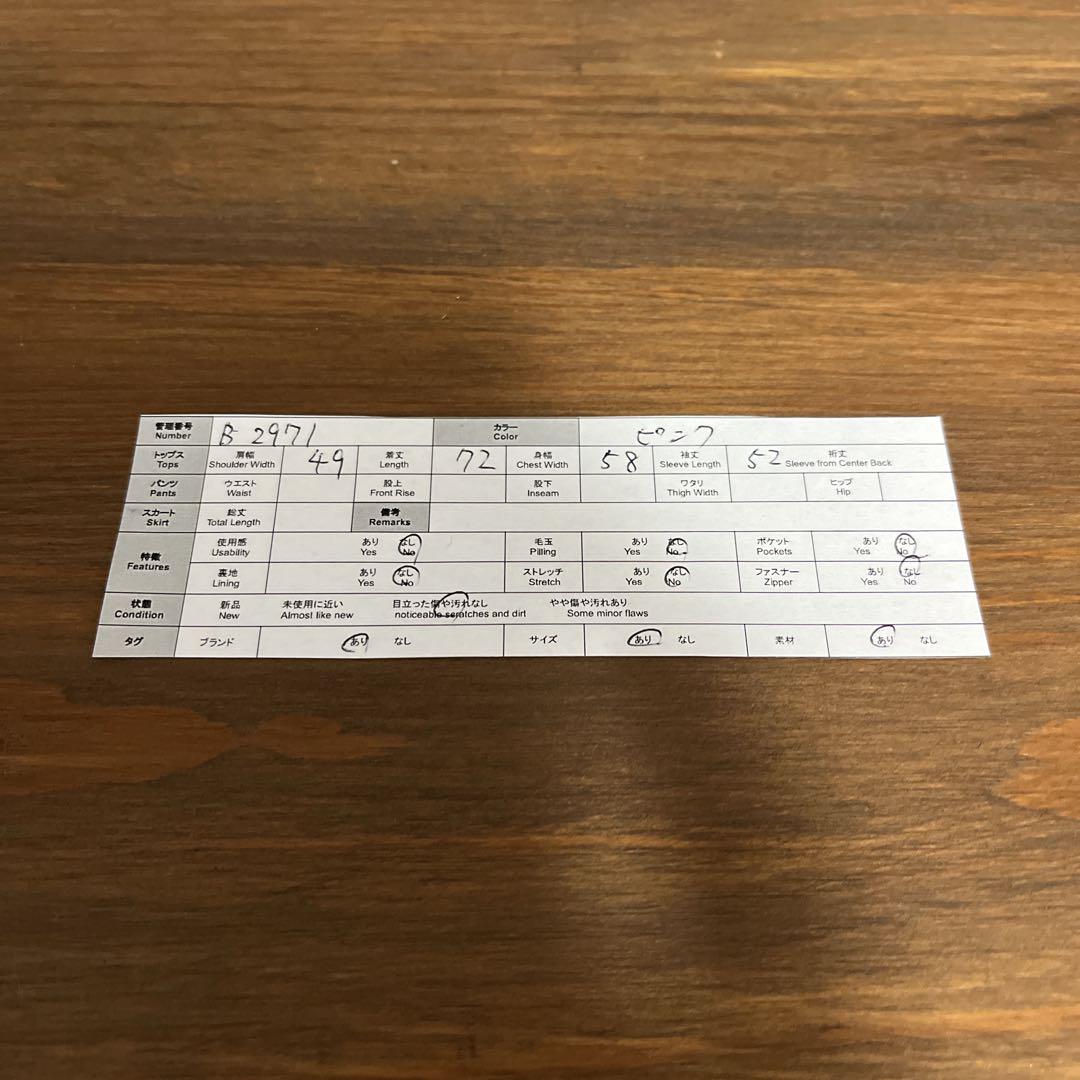 管理番号 B-2971 カラー ピンク
Number Color
トップス 肩幅 49 着丈 72 身幅 58 袖丈 52 裄丈
Tops Shoulder Width Length Chest Width Sleeve Length Sleeve from Center Back
パンツ ウエスト 股上 股下 ワタリ ヒップ
Pants Waist Front Rise Inseam Thigh Width Hip
スカート 総丈 備考
Skirt Total Length Remarks
特徴 使用感 あり なし 毛玉 あり なし ポケット あり なし
Features Usability Yes No Pilling Yes No Pockets Yes No
裏地 あり なし ストレッチ あり なし ファスナー あり なし
Lining Yes No Stretch Yes No Zipper Yes No
状態 新品 未使用に近い 目立った傷や汚れなし やや傷や汚れあり
Condition New Almost like new noticeable scratches and dirt Some minor flaws
タグ ブランド あり なし サイズ あり なし 素材 あり なし